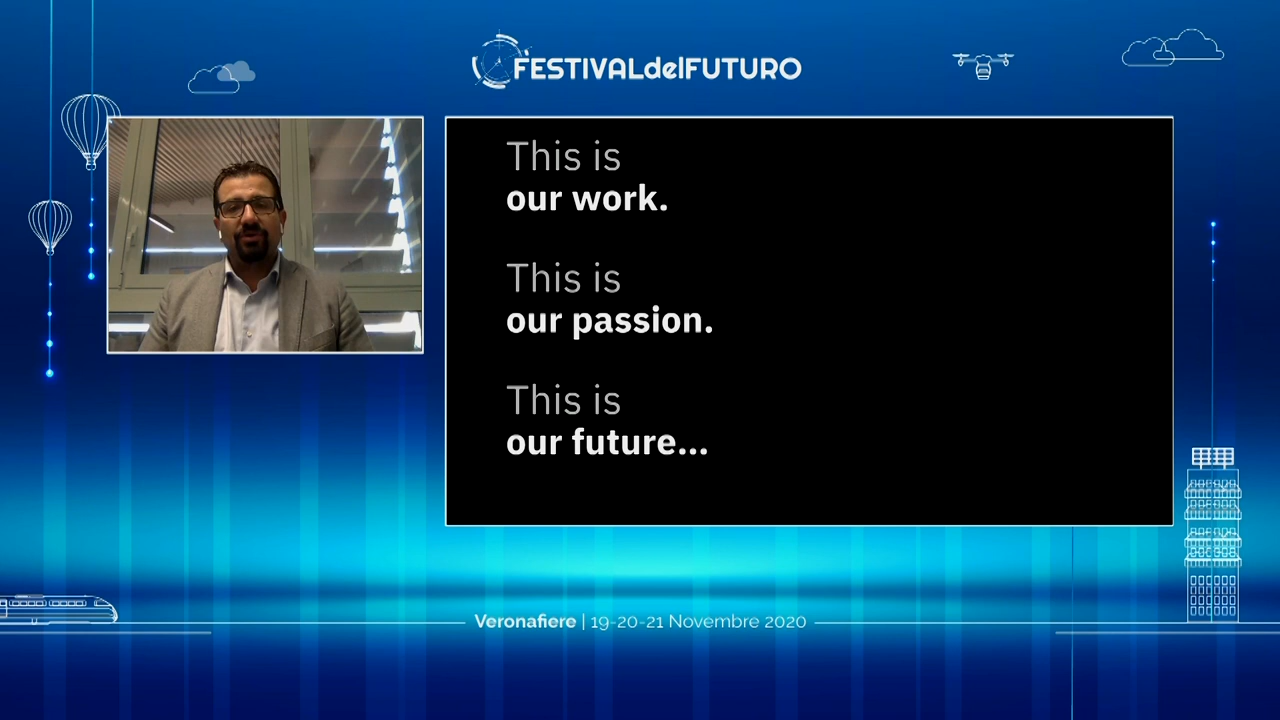 FESTIVALdelFUTURO
This is
our work.
This is
our passion.
This is
our future...
Veronafiere | 19-20-21 Novembre 2020